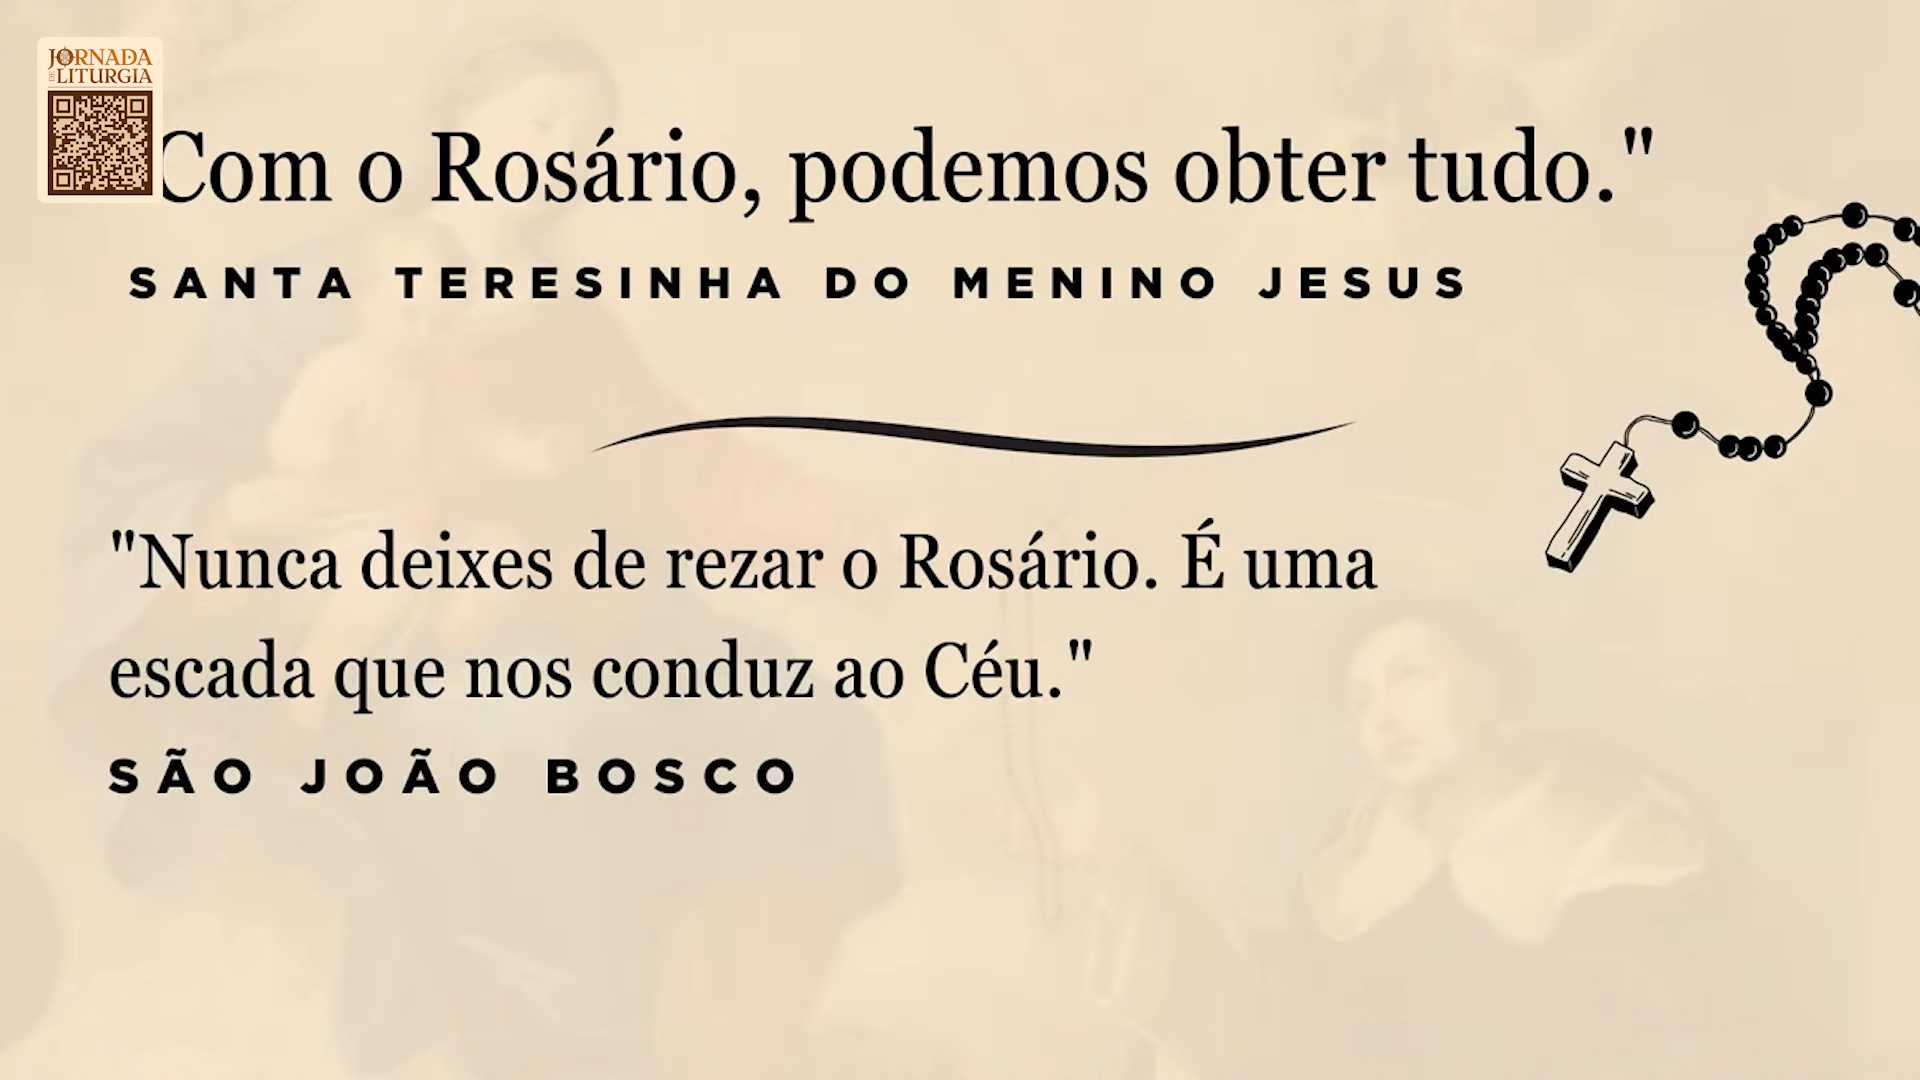 JORNADA
DE LITURGIA
Com o Rosário, podemos obter tudo."
SANTA TERESINHA DO MENINO JESUS
"Nunca deixes de rezar o Rosário. É uma
escada que nos conduz ao Céu."
SÃO JOÃO BOSCO